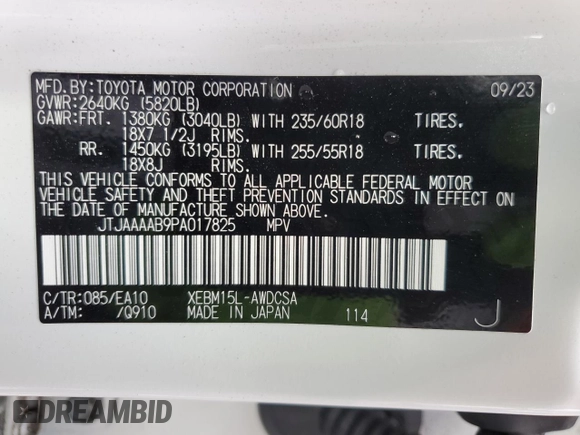 MFD.BY:TOYOTA MOTOR CORPORATION 09/23
GVWR:2640KG (5820LB)
GAWR:FRT. 1380KG (3040LB) WITH 235/60R18 TIRES.
18X7 1/2J RIMS.
RR. 1450KG (3195LB) WITH 255/55R18 TIRES.
18X8J RIMS.
THIS VEHICLE CONFORMS TO ALL APPLICABLE FEDERAL MOTOR
VEHICLE SAFETY AND THEFT PREVENTION STANDARDS IN EFFECT ON
THE DATE OF MANUFACTURE SHOWN ABOVE.
JTJAAAAB9PA017825 MPV
C/TR:085/EA10 XEBM15L-AWDCSA
A/TM: /Q910 MADE IN JAPAN 114 J
DREAMBID